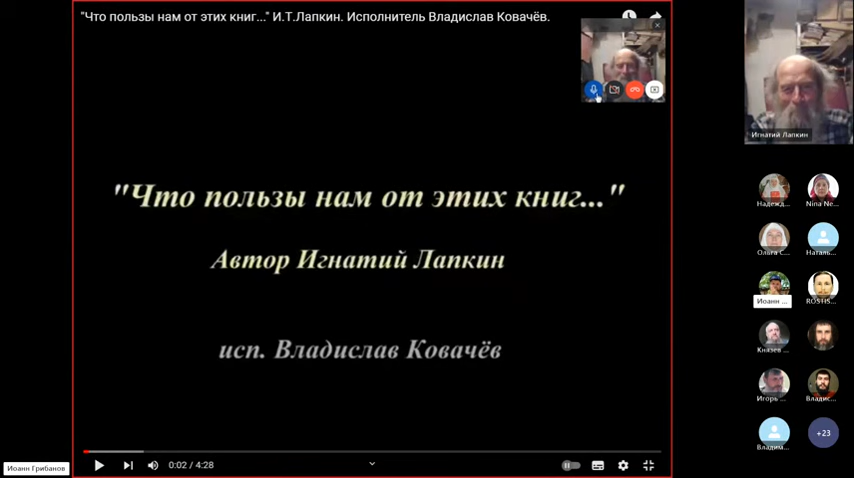 "Что пользы нам от этих книг..." И.Т.Лапкин. Исполнитель Владислав Ковачёв.
"Что пользы нам от этих книг..."
Автор Игнатий Лапкин
исп. Владислав Ковачёв
0:02 / 4:28
Иоанн Грибанов
Игнатий Лапкин
Надежд...
Nina Ne...
Ольга С...
Наталь...
Иоанн ...
ROSHS...
Князев ...
Игорь ...
Владис...
Владим...
+23